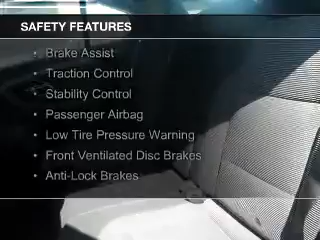 SAFETY FEATURES
• Brake Assist
• Traction Control
• Stability Control
• Passenger Airbag
• Low Tire Pressure Warning
• Front Ventilated Disc Brakes
• Anti-Lock Brakes